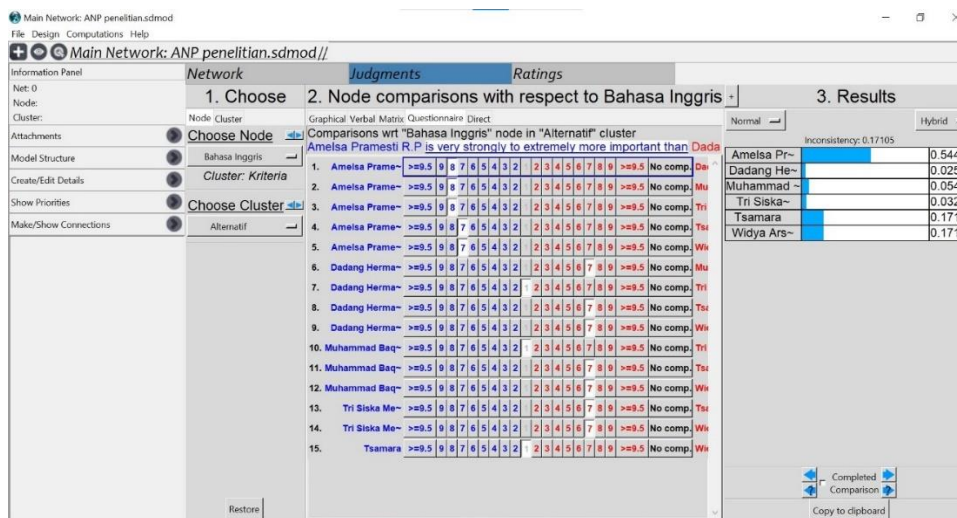 Main Network: ANP penelitian.sdmod
File Design Computations Help
Main Network: ANP penelitian.sdmod//
Information Panel
Net: 0
Node:
Cluster:
Attachments
Model Structure
Create/Edit Details
Show Priorities
Make/Show Connections
Network Judgments Ratings
1. Choose
Node Cluster
Choose Node
Bahasa Inggris
Cluster: Kriteria
Choose Cluster
Alternatif
Restore
2. Node comparisons with respect to Bahasa Inggris +
Graphical Verbal Matrix Questionnaire Direct
Comparisons wrt "Bahasa Inggris" node in "Alternatif" cluster
Amelsa Pramesti R.P is very strongly to extremely more important than Dada
1. Amelsa Prame~ >=9.5 9 8 7 6 5 4 3 2 1 2 3 4 5 6 7 8 9 >=9.5 No comp. Da
2. Amelsa Prame~ >=9.5 9 8 7 6 5 4 3 2 1 2 3 4 5 6 7 8 9 >=9.5 No comp. Mu
3. Amelsa Prame~ >=9.5 9 8 7 6 5 4 3 2 1 2 3 4 5 6 7 8 9 >=9.5 No comp. Tri
4. Amelsa Prame~ >=9.5 9 8 7 6 5 4 3 2 1 2 3 4 5 6 7 8 9 >=9.5 No comp. Tsa
5. Amelsa Prame~ >=9.5 9 8 7 6 5 4 3 2 1 2 3 4 5 6 7 8 9 >=9.5 No comp. Wi
6. Dadang Herma~ >=9.5 9 8 7 6 5 4 3 2 1 2 3 4 5 6 7 8 9 >=9.5 No comp. Mu
7. Dadang Herma~ >=9.5 9 8 7 6 5 4 3 2 1 2 3 4 5 6 7 8 9 >=9.5 No comp. Tri
8. Dadang Herma~ >=9.5 9 8 7 6 5 4 3 2 1 2 3 4 5 6 7 8 9 >=9.5 No comp. Tsa
9. Dadang Herma~ >=9.5 9 8 7 6 5 4 3 2 1 2 3 4 5 6 7 8 9 >=9.5 No comp. Wi
10. Muhammad Baq~ >=9.5 9 8 7 6 5 4 3 2 1 2 3 4 5 6 7 8 9 >=9.5 No comp. Tri
11. Muhammad Baq~ >=9.5 9 8 7 6 5 4 3 2 1 2 3 4 5 6 7 8 9 >=9.5 No comp. Tsa
12. Muhammad Baq~ >=9.5 9 8 7 6 5 4 3 2 1 2 3 4 5 6 7 8 9 >=9.5 No comp. Wi
13. Tri Siska Me~ >=9.5 9 8 7 6 5 4 3 2 1 2 3 4 5 6 7 8 9 >=9.5 No comp. Tsa
14. Tri Siska Me~ >=9.5 9 8 7 6 5 4 3 2 1 2 3 4 5 6 7 8 9 >=9.5 No comp. Wi
15. Tsamara >=9.5 9 8 7 6 5 4 3 2 1 2 3 4 5 6 7 8 9 >=9.5 No comp. Wi
3. Results
Normal Hybrid
Inconsistency: 0.17105
Amelsa Pr~ 0.544
Dadang He~ 0.025
Muhammad ~ 0.054
Tri Siska~ 0.032
Tsamara 0.171
Widya Ars~ 0.171
Completed
Comparison
Copy to clipboard